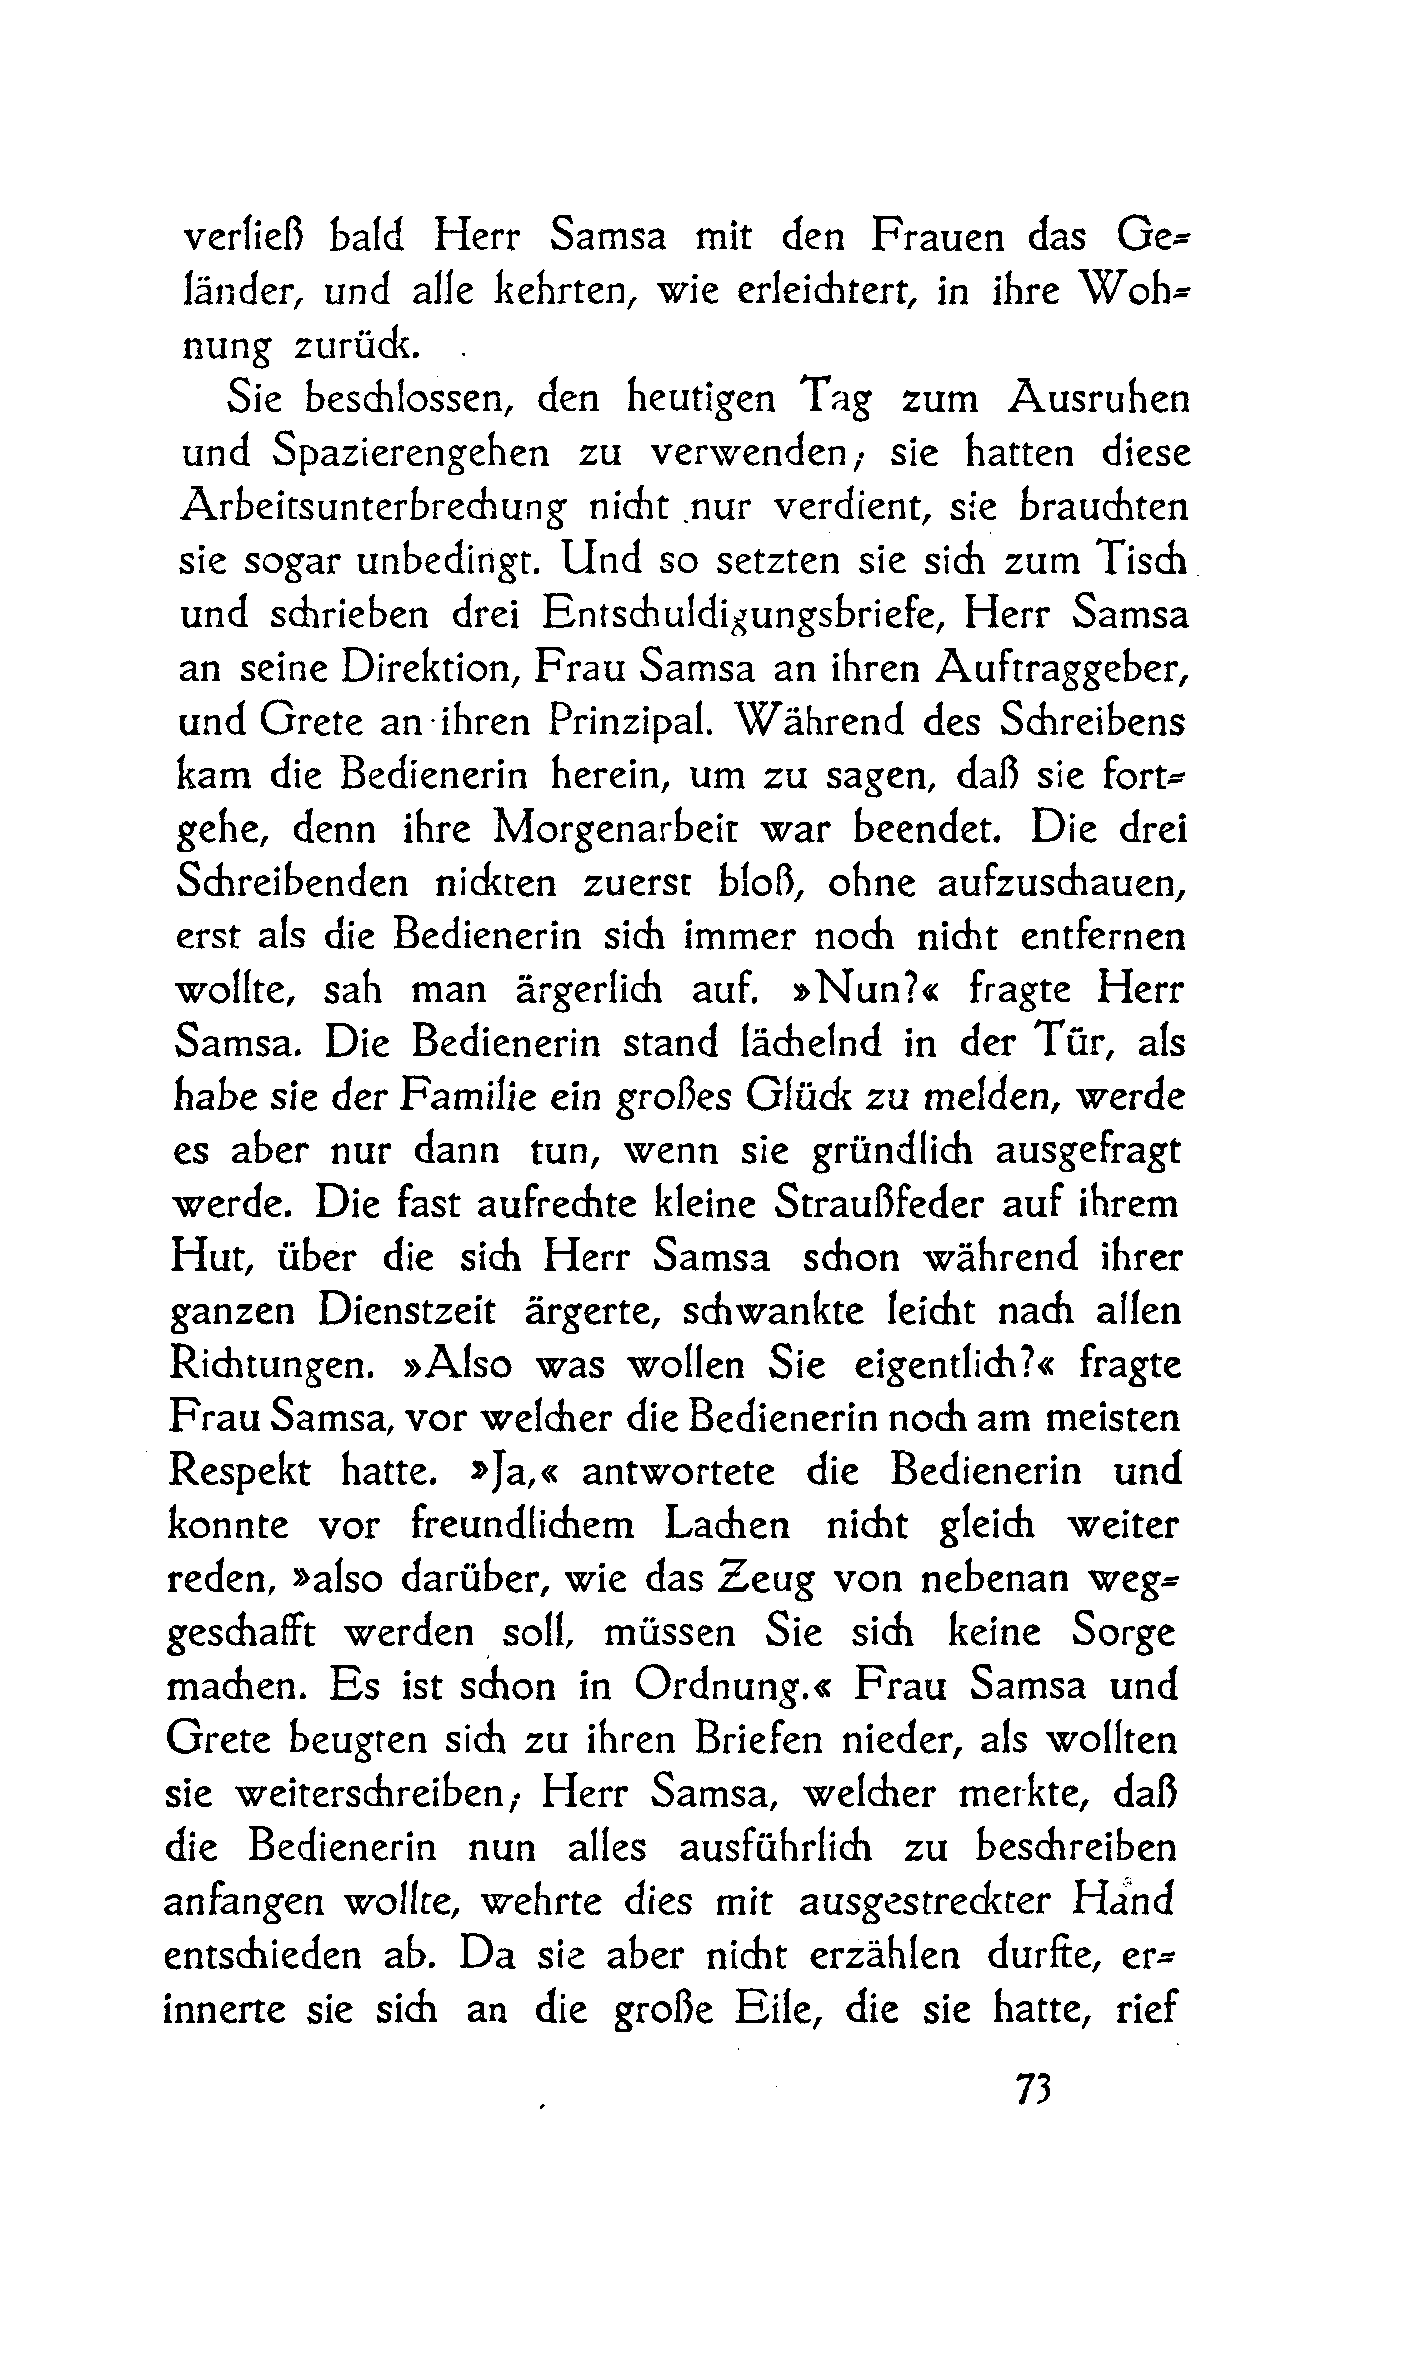 verließ bald Herr Samsa mit den Frauen das Ge-
länder, und alle kehrten, wie erleichtert, in ihre Woh-
nung zurück.
Sie beschlossen, den heutigen Tag zum Ausruhen
und Spazierengehen zu verwenden; sie hatten diese
Arbeitsunterbrechung nicht nur verdient, sie brauchten
sie sogar unbedingt. Und so setzten sie sich zum Tisch
und schrieben drei Entschuldigungsbriefe, Herr Samsa
an seine Direktion, Frau Samsa an ihren Auftraggeber,
und Grete an ihren Prinzipal. Während des Schreibens
kam die Bedienerin herein, um zu sagen, daß sie fort-
gehe, denn ihre Morgenarbeit war beendet. Die drei
Schreibenden nickten zuerst bloß, ohne aufzuschauen,
erst als die Bedienerin sich immer noch nicht entfernen
wollte, sah man ärgerlich auf. »Nun?« fragte Herr
Samsa. Die Bedienerin stand lächelnd in der Tür, als
habe sie der Familie ein großes Glück zu melden, werde
es aber nur dann tun, wenn sie gründlich ausgefragt
werde. Die fast aufrechte kleine Straußfeder auf ihrem
Hut, über die sich Herr Samsa schon während ihrer
ganzen Dienstzeit ärgerte, schwankte leicht nach allen
Richtungen. »Also was wollen Sie eigentlich?« fragte
Frau Samsa, vor welcher die Bedienerin noch am meisten
Respekt hatte. »Ja,« antwortete die Bedienerin und
konnte vor freundlichem Lachen nicht gleich weiter
reden, »also darüber, wie das Zeug von nebenan weg-
geschafft werden soll, müssen Sie sich keine Sorge
machen. Es ist schon in Ordnung.« Frau Samsa und
Grete beugten sich zu ihren Briefen nieder, als wollten
sie weiterschreiben; Herr Samsa, welcher merkte, daß
die Bedienerin nun alles ausführlich zu beschreiben
anfangen wollte, wehrte dies mit ausgestreckter Hand
entschieden ab. Da sie aber nicht erzählen durfte, er-
innerte sie sich an die große Eile, die sie hatte, rief
73